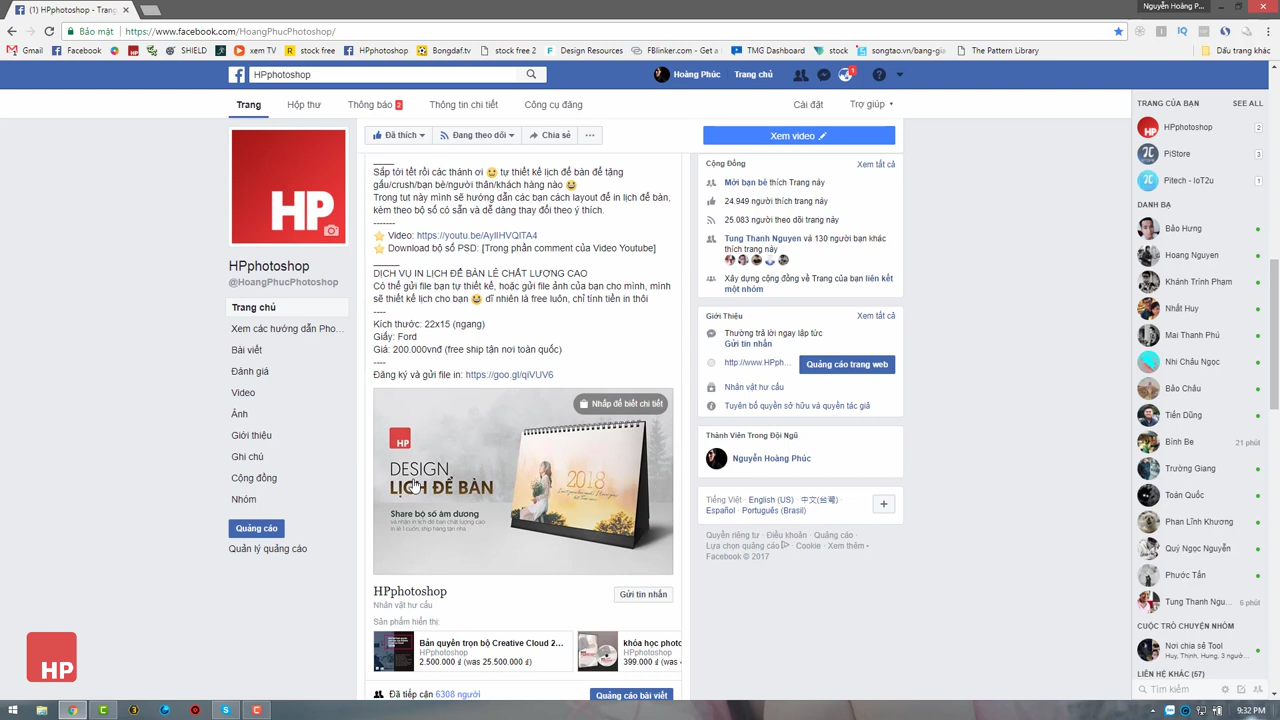 (1) HPphotoshop - Trang
Nguyễn Hoàng P...
Bảo mật
https://www.facebook.com/HoangPhucPhotoshop/
Gmail
Facebook
HP
SHIELD
xem TV
stock free
HPphotoshop
Bongdaf.tv
stock free 2
Design Resources
FBlinker.com - Get a l
TMG Dashboard
Stock
songtao.vn/bang-gia
The Pattern Library
Dấu trang khác
HPphotoshop
Hoàng Phúc
Trang chủ
1
Trang
Hộp thư
Thông báo 2
Thông tin chi tiết
Công cụ đăng
Cài đặt
Trợ giúp
HP
HPphotoshop
@HoangPhucPhotoshop
Trang chủ
Xem các hướng dẫn Pho...
Bài viết
Đánh giá
Video
Ảnh
Giới thiệu
Ghi chú
Cộng đồng
Nhóm
Quảng cáo
Quản lý quảng cáo
Đã thích
Đang theo dõi
Chia sẻ
Xem video
_____
Sắp tới tết rồi các thánh ơi 😀 tự thiết kế lịch để bàn để tặng
gấu/crush/bạn bè/người thân/khách hàng nào 😀
Trong tut này mình sẽ hướng dẫn các bạn cách layout để in lịch để bàn,
kèm theo bộ số có sẵn và dễ dàng thay đổi theo ý thích.
-------
⭐ Video: https://youtu.be/AylIHVQITA4
⭐ Download bộ số PSD: [Trong phần comment của Video Youtube]
______
DỊCH VỤ IN LỊCH ĐỂ BÀN LẺ CHẤT LƯỢNG CAO
Có thể gửi file bạn tự thiết kế, hoặc gửi file ảnh của bạn cho mình, mình
sẽ thiết kế lịch cho bạn 😀 dĩ nhiên là free luôn, chỉ tính tiền in thôi
----
Kích thước: 22x15 (ngang)
Giấy: Ford
Giá: 200.000vnđ (free ship tận nơi toàn quốc)
----
Đăng ký và gửi file in: https://goo.gl/qiVUV6
Nhấp để biết chi tiết
HP
DESIGN
LỊCH ĐỂ BÀN
Share bộ số âm dương
và nhận in lịch để bàn chất lượng cao
in lẻ 1 cuốn, ship hàng tận nhà.
2018
HPphotoshop
Nhân vật hư cấu
Gửi tin nhắn
Sản phẩm hiển thị:
Bản quyền trọn bộ Creative Cloud 2...
HPphotoshop
2.500.000 ₫ (was 25.500.000 ₫)
khóa học photo
HPphotoshop
399.000 ₫ (was 4
Đã tiếp cận 6308 người
Quảng cáo bài viết
Cộng Đồng
Xem tất cả
Mời bạn bè thích Trang này
24.949 người thích trang này
25.083 người theo dõi trang này
Tung Thanh Nguyen và 130 người khác
thích trang này
Xây dựng cộng đồng về Trang của bạn liên kết
một nhóm
Giới Thiệu
Xem tất cả
Thường trả lời ngay lập tức
Gửi tin nhắn
http://www.HPph...
Quảng cáo trang web
Nhân vật hư cấu
Tuyên bố quyền sở hữu và quyền tác giả
Thành Viên Trong Đội Ngũ
Nguyễn Hoàng Phúc
Tiếng Việt · English (US) · 中文(台灣) ·
Español · Português (Brasil)
Quyền riêng tư · Điều khoản · Quảng cáo ·
Lựa chọn quảng cáo · Cookie · Xem thêm
Facebook © 2017
TRANG CỦA BẠN
SEE ALL
HPphotoshop
2
PiStore
3
Pitech - IoT2u
1
DANH BẠ
Bảo Hưng
Hoang Nguyen
Khánh Trình Phạm
Nhất Huy
Mai Thanh Phú
Nhi Châu Ngọc
Bảo Châu
Tiến Dũng
Bình Be
21 phút
Trường Giang
Toán Quốc
Phan Lĩnh Khương
Quý Ngọc Nguyễn
Phước Tấn
Tung Thanh Ngu...
6 phút
CUỘC TRÒ CHUYỆN NHÓM
Nơi chia sẻ Tool
Huy, Thịnh, Hưng, 3 ngườ...
LIÊN HỆ KHÁC (57)
Tìm kiếm
HP
9:32 PM